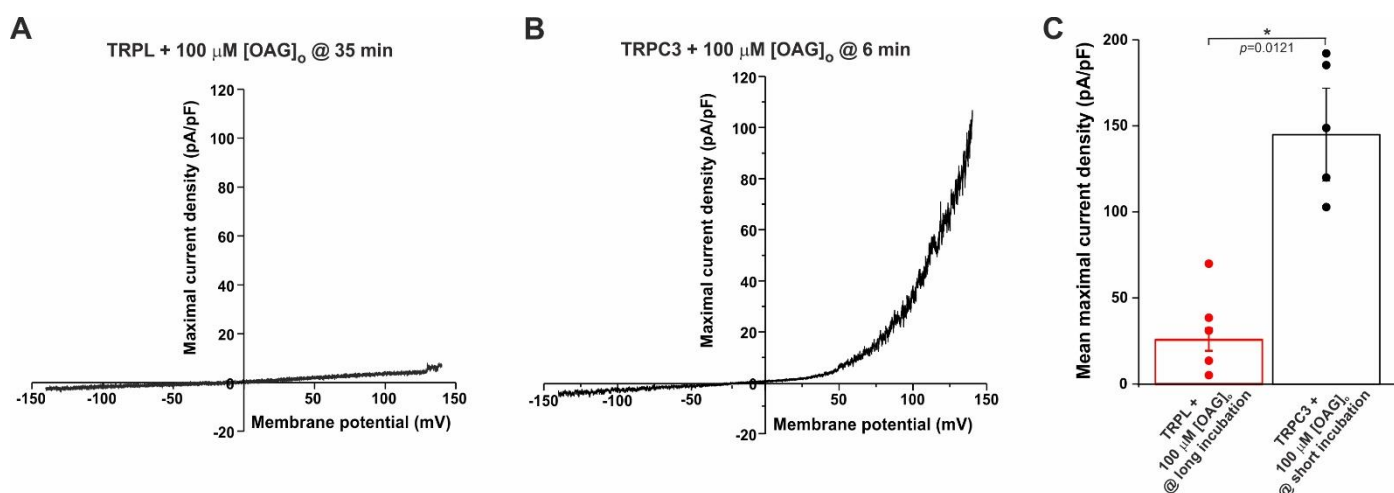 A
TRPL + 100 μM [OAG]o @ 35 min
Maximal current density (pA/pF)
120
100
80
60
40
20
0
-20
-150
-100
-50
50
100
150
Membrane potential (mV)
B
TRPC3 + 100 μM [OAG]o @ 6 min
Maximal current density (pA/pF)
120
100
80
60
40
20
0
-20
-150
-100
-50
50
100
150
Membrane potential (mV)
C
*
p=0.0121
Mean maximal current density (pA/pF)
200
150
100
50
0
TRPL +
100 μM [OAG]o
@ long incubation
TRPC3 +
100 μM [OAG]o
@ short incubation